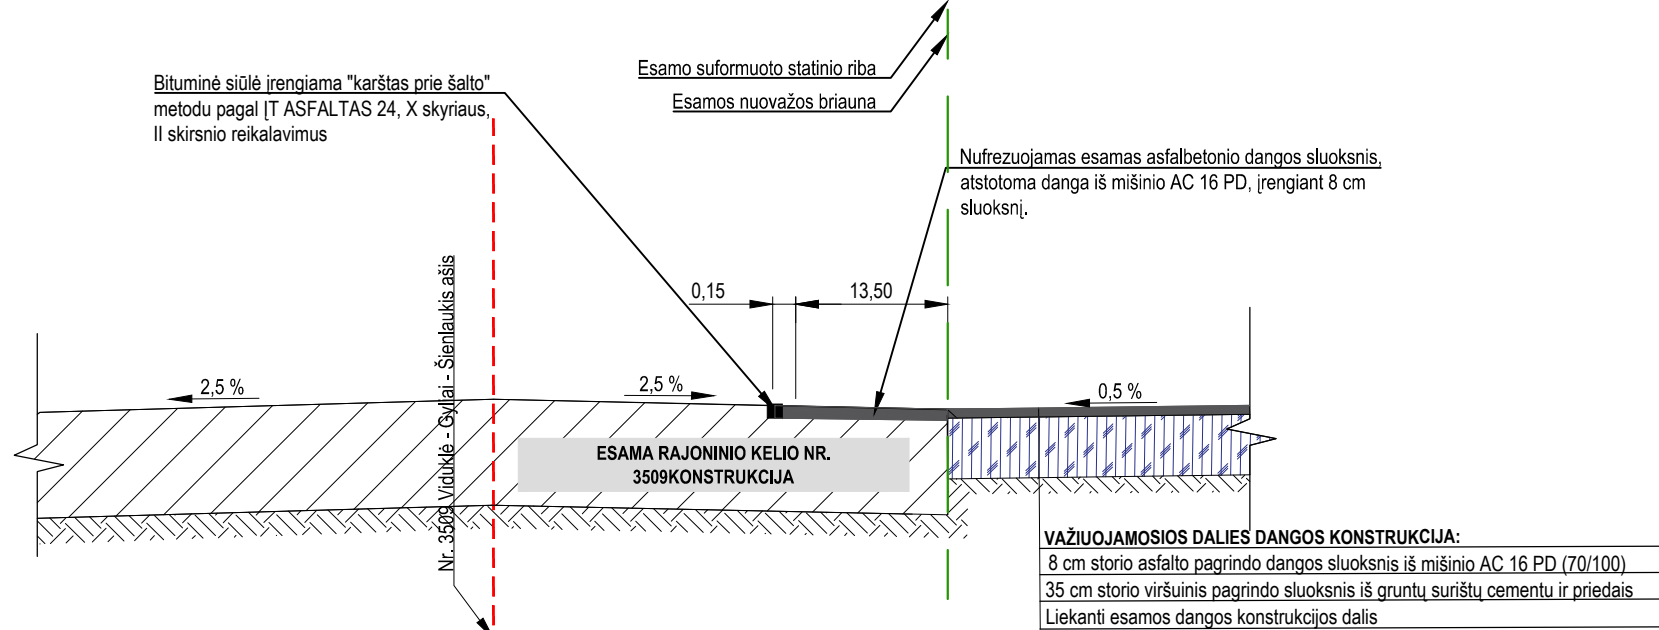 Esamo suformuoto statinio riba
Esamos nuovažos briauna
Bituminė siūlė įrengiama "karštas prie šalto"
metodu pagal ĮT ASFALTAS 24, X skyriaus,
II skirsnio reikalavimus
Nufrezuojamas esamas asfalbetonio dangos sluoksnis,
atstotoma danga iš mišinio AC 16 PD, įrengiant 8 cm
sluoksnį.
0,15
13,50
2,5 %
2,5 %
0,5 %
Nr. 3509 Viduklė - Gyliai - Šienlaukis ašis
ESAMA RAJONINIO KELIO NR.
3509KONSTRUKCIJA
VAŽIUOJAMOSIOS DALIES DANGOS KONSTRUKCIJA:
8 cm storio asfalto pagrindo dangos sluoksnis iš mišinio AC 16 PD (70/100)
35 cm storio viršuinis pagrindo sluoksnis iš gruntų surištų cementu ir priedais
Liekanti esamos dangos konstrukcijos dalis